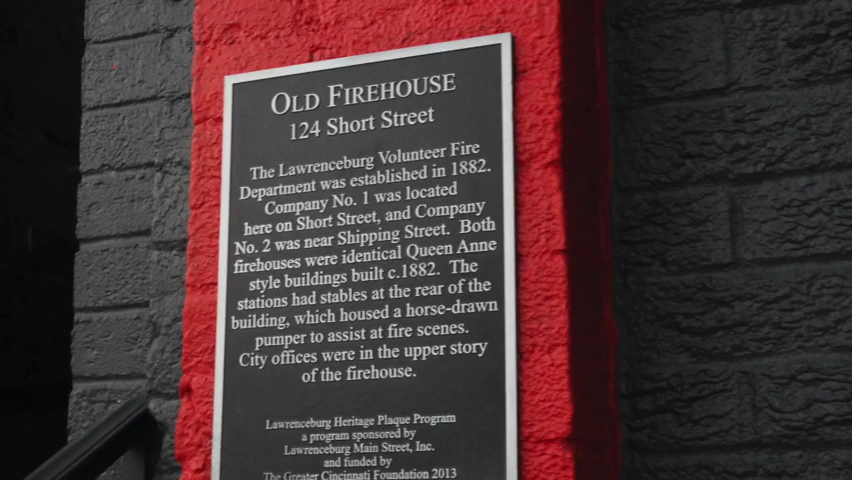 OLD FIREHOUSE
124 Short Street
The Lawrenceburg Volunteer Fire
Department was established in 1882.
Company No. 1 was located
here on Short Street, and Company
No. 2 was near Shipping Street. Both
firehouses were identical Queen Anne
style buildings built c.1882. The
stations had stables at the rear of the
building, which housed a horse-drawn
pumper to assist at fire scenes.
City offices were in the upper story
of the firehouse.
Lawrenceburg Heritage Plaque Program
a program sponsored by
Lawrenceburg Main Street, Inc.
and funded by
The Greater Cincinnati Foundation 2013